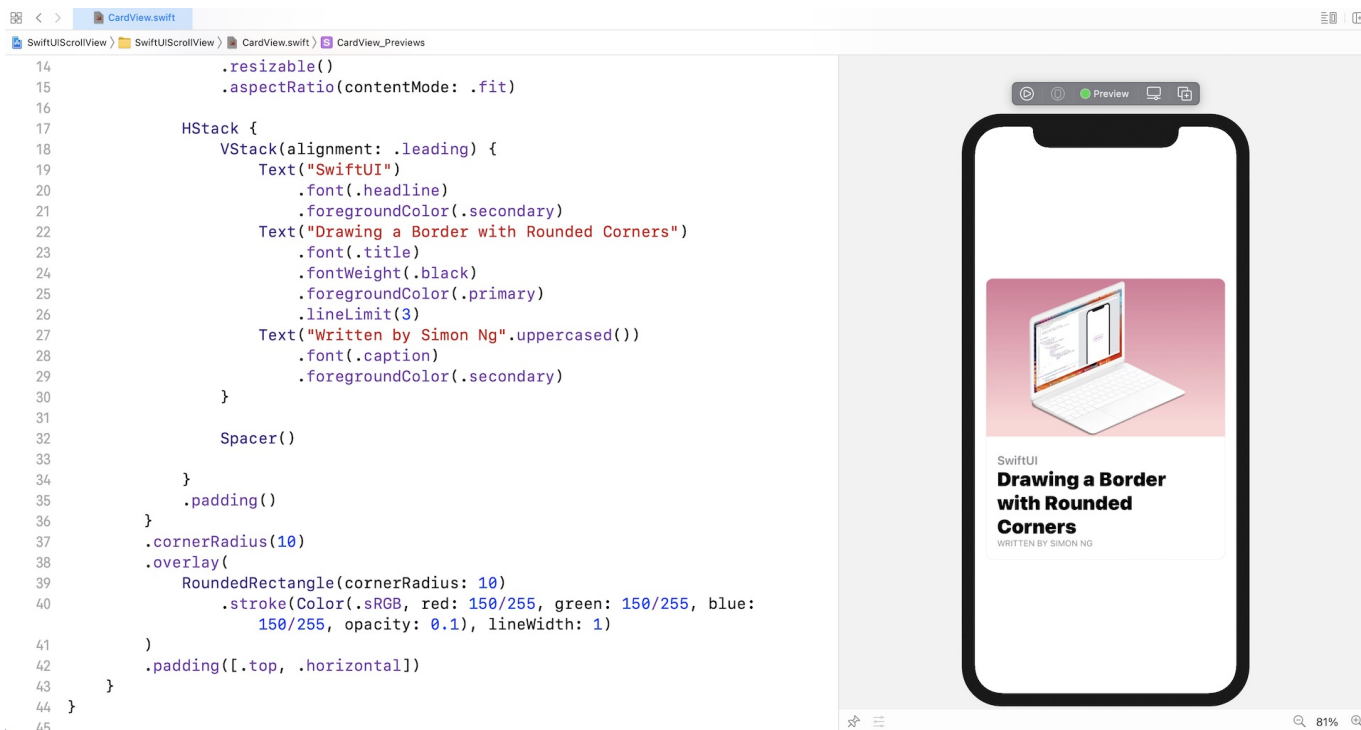 CardView.swift
SwiftUIScrollView 〉 SwiftUIScrollView 〉 CardView.swift 〉 S CardView_Previews
14 .resizable()
15 .aspectRatio(contentMode: .fit)
16
17 HStack {
18 VStack(alignment: .leading) {
19 Text("SwiftUI")
20 .font(.headline)
21 .foregroundColor(.secondary)
22 Text("Drawing a Border with Rounded Corners")
23 .font(.title)
24 .fontWeight(.black)
25 .foregroundColor(.primary)
26 .lineLimit(3)
27 Text("Written by Simon Ng".uppercased())
28 .font(.caption)
29 .foregroundColor(.secondary)
30 }
31
32 Spacer()
33
34 }
35 .padding()
36 }
37 .cornerRadius(10)
38 .overlay(
39 RoundedRectangle(cornerRadius: 10)
40 .stroke(Color(.sRGB, red: 150/255, green: 150/255, blue:
150/255, opacity: 0.1), lineWidth: 1)
41 )
42 .padding([.top, .horizontal])
43 }
44 }
45
Preview
SwiftUI
Drawing a Border
with Rounded
Corners
WRITTEN BY SIMON NG
81%